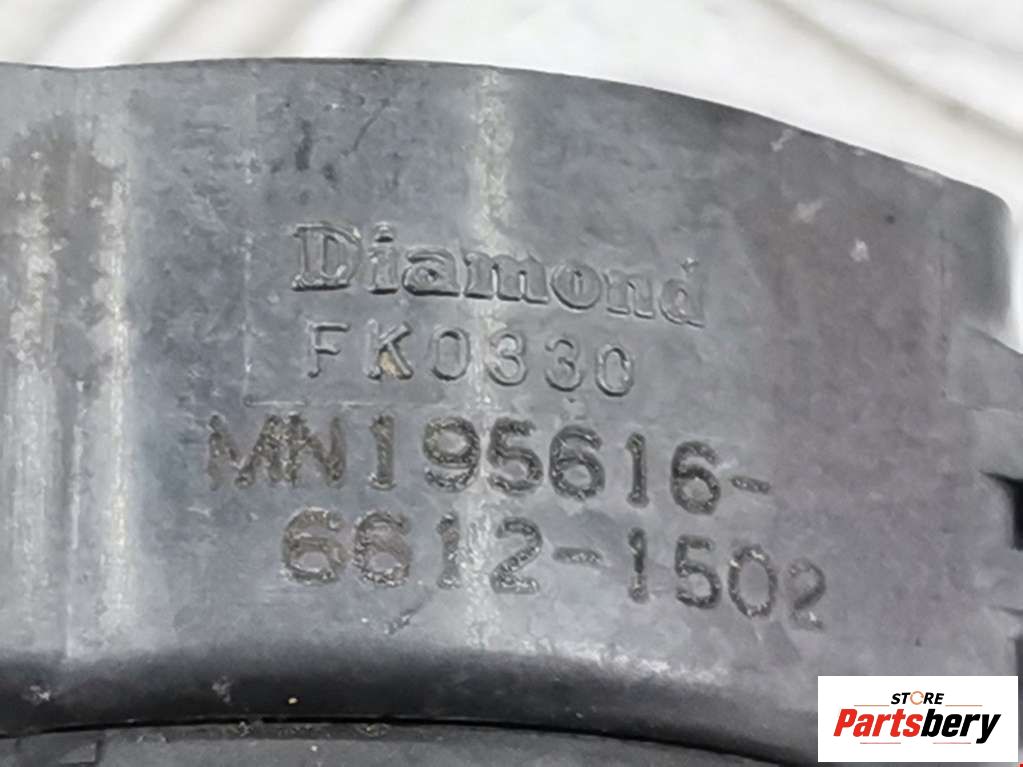 Diamond
FK0330
MN195616-
6612-1502
STORE
Partsbery